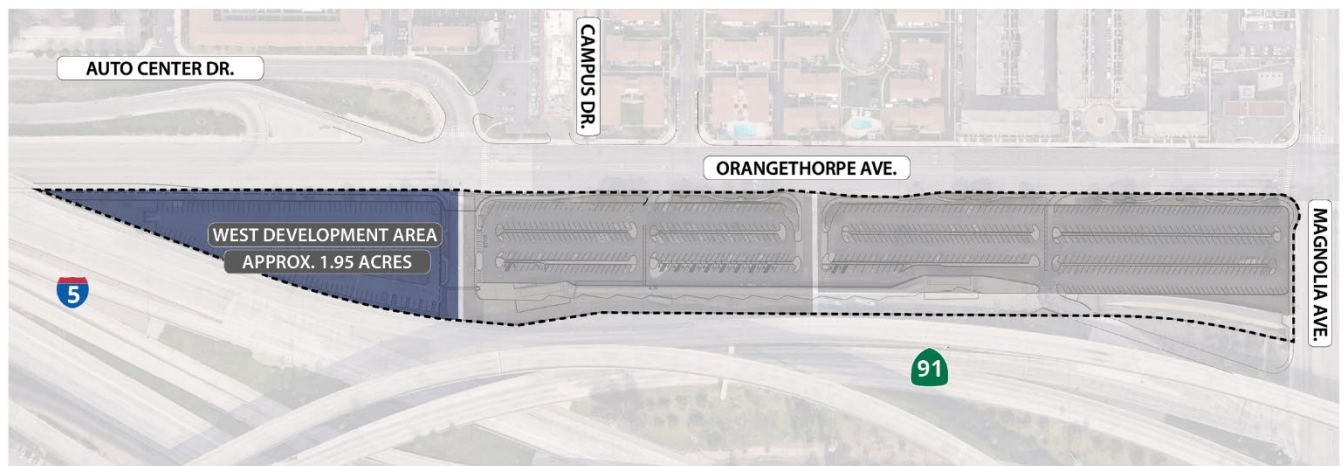 AUTO CENTER DR.
CAMPUS DR.
ORANGETHORPE AVE.
WEST DEVELOPMENT AREA
APPROX. 1.95 ACRES
MAGNOLIA AVE.
5
91